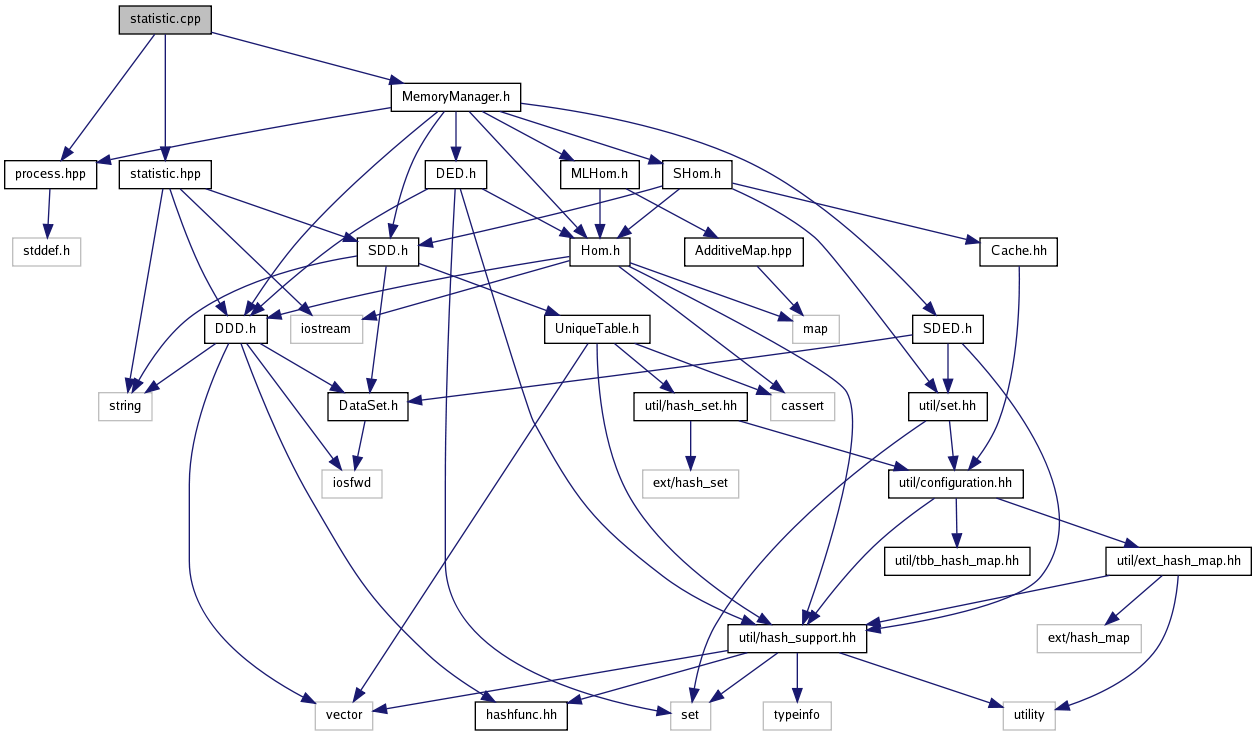 statistic.cpp
MemoryManager.h
process.hpp
statistic.hpp
DED.h
MLHom.h
SHom.h
stddef.h
SDD.h
Hom.h
AdditiveMap.hpp
Cache.hh
DDD.h
iostream
UniqueTable.h
map
SDED.h
string
DataSet.h
util/hash_set.hh
cassert
util/set.hh
iosfwd
ext/hash_set
util/configuration.hh
util/tbb_hash_map.hh
util/ext_hash_map.hh
util/hash_support.hh
ext/hash_map
vector
hashfunc.hh
set
typeinfo
utility